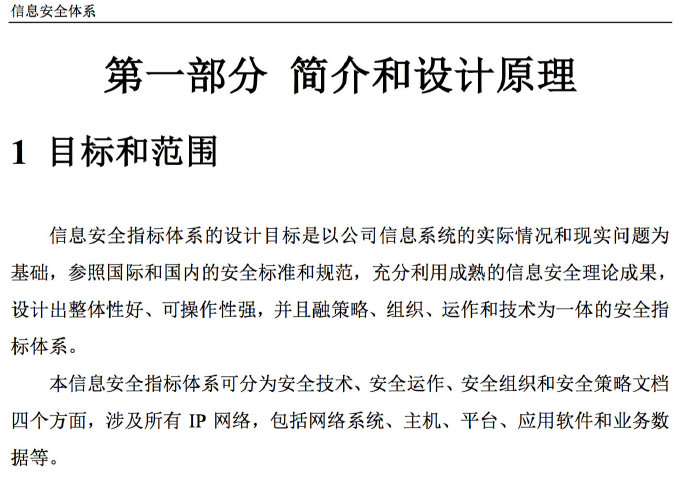 信息安全体系
第一部分 简介和设计原理
1 目标和范围
信息安全指标体系的设计目标是以公司信息系统的实际情况和现实问题为
基础，参照国际和国内的安全标准和规范，充分利用成熟的信息安全理论成果，
设计出整体性好、可操作性强，并且融策略、组织、运作和技术为一体的安全指
标体系。
本信息安全指标体系可分为安全技术、安全运作、安全组织和安全策略文档
四个方面，涉及所有 IP 网络，包括网络系统、主机、平台、应用软件和业务数
据等。